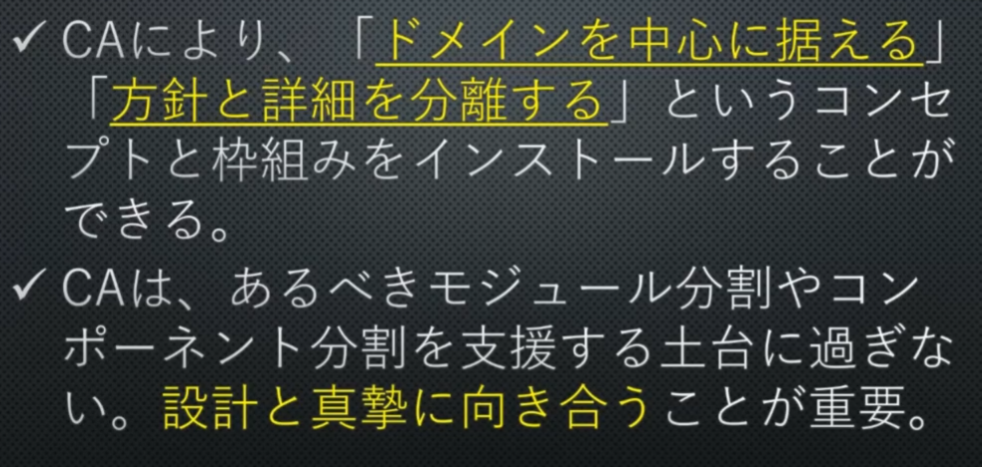 ✓ CAにより、「ドメインを中心に据える」
「方針と詳細を分離する」というコンセ
プトと枠組みをインストールすることが
できる。
✓ CAは、あるべきモジュール分割やコン
ポーネント分割を支援する土台に過ぎな
い。設計と真摯に向き合うことが重要。